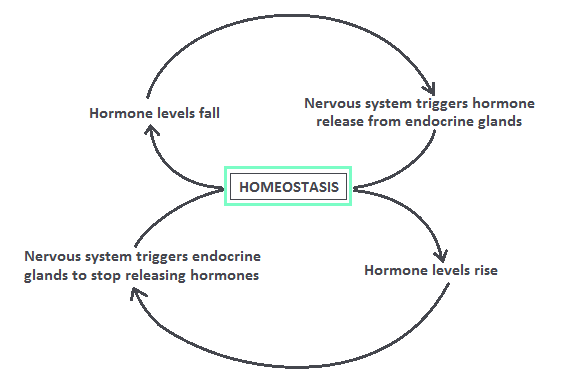 Hormone levels fall
Nervous system triggers hormone
release from endocrine glands
HOMEOSTASIS
Nervous system triggers endocrine
glands to stop releasing hormones
Hormone levels rise